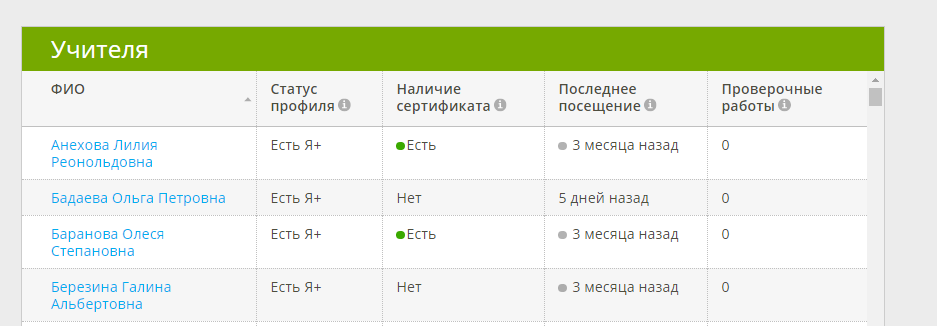 Учителя
ФИО
Статус профиля
Наличие сертификата
Последнее посещение
Проверочные работы
Анехова Лилия Реонольдовна
Есть Я+
Есть
3 месяца назад
0
Бадаева Ольга Петровна
Есть Я+
Нет
5 дней назад
0
Баранова Олеся Степановна
Есть Я+
Есть
3 месяца назад
0
Березина Галина Альбертовна
Есть Я+
Нет
3 месяца назад
0